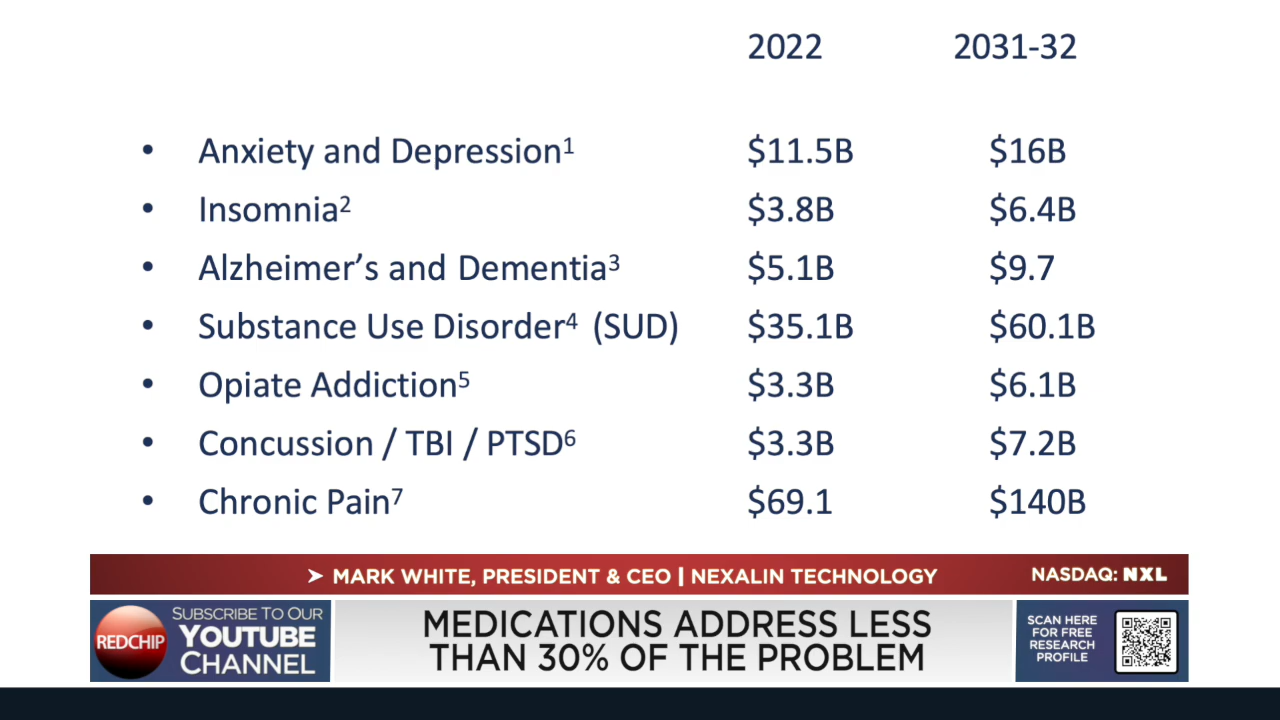 2022 2031-32
• Anxiety and Depression¹ $11.5B $16B
• Insomnia² $3.8B $6.4B
• Alzheimer’s and Dementia³ $5.1B $9.7
• Substance Use Disorder⁴ (SUD) $35.1B $60.1B
• Opiate Addiction⁵ $3.3B $6.1B
• Concussion / TBI / PTSD⁶ $3.3B $7.2B
• Chronic Pain⁷ $69.1 $140B
➤ MARK WHITE, PRESIDENT & CEO | NEXALIN TECHNOLOGY NASDAQ: NXL
REDCHIP
SUBSCRIBE TO OUR
YOUTUBE
CHANNEL
MEDICATIONS ADDRESS LESS
THAN 30% OF THE PROBLEM
SCAN HERE
FOR FREE
RESEARCH
PROFILE